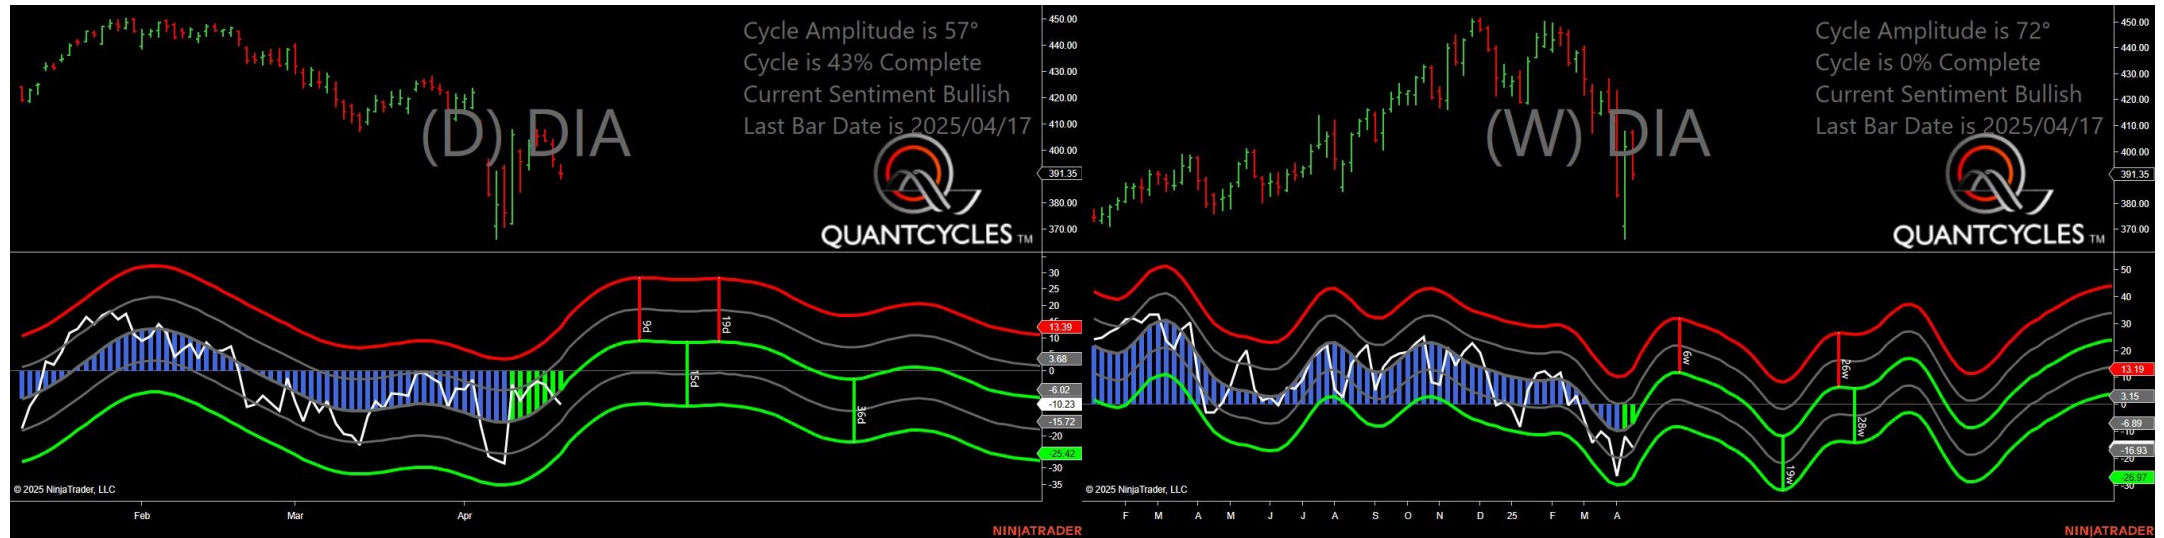 Cycle Amplitude is 57°
Cycle is 43% Complete
Current Sentiment Bullish
Last Bar Date is 2025/04/17
(D) DIA
QUANTCYCLES TM
450.00
440.00
430.00
420.00
410.00
400.00
391.35
380.00
370.00
30
25
20
13.39
10
3.68
0
-6.02
-10.23
-15.72
-20
-25.42
-30
-35
9d
19d
15d
36d
© 2025 NinjaTrader, LLC
Feb Mar Apr
NINJATRADER
Cycle Amplitude is 72°
Cycle is 0% Complete
Current Sentiment Bullish
Last Bar Date is 2025/04/17
(W) DIA
QUANTCYCLES TM
450.00
440.00
430.00
420.00
410.00
400.00
391.35
380.00
370.00
50
40
30
20
13.19
10
3.15
0
-6.89
-10
-16.93
-20
-26.97
-30
6w
26w
28w
19w
© 2025 NinjaTrader, LLC
F M A M J J A S O N D 25 F M A
NINJATRADER